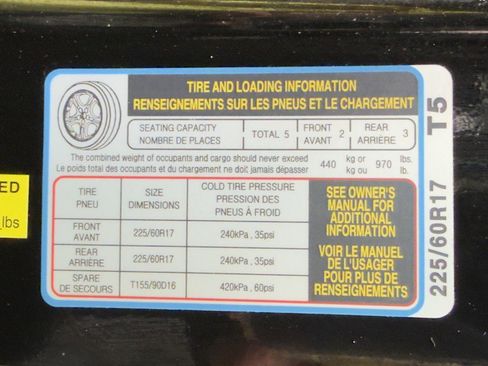 TIRE AND LOADING INFORMATION
RENSEIGNEMENTS SUR LES PNEUS ET LE CHARGEMENT
SEATING CAPACITY
NOMBRE DE PLACES
TOTAL 5
FRONT
AVANT 2
REAR
ARRIÈRE 3
The combined weight of occupants and cargo should never exceed
Le poids total des occupants et du chargement ne doit jamais dépasser
440 kg or 970 lbs.
kg ou lb.
TIRE
PNEU
SIZE
DIMENSIONS
COLD TIRE PRESSURE
PRESSION DES
PNEUS À FROID
FRONT
AVANT
225/60R17
240kPa, 35psi
REAR
ARRIÈRE
225/60R17
240kPa, 35psi
SPARE
DE SECOURS
T155/90D16
420kPa, 60psi
SEE OWNER'S
MANUAL FOR
ADDITIONAL
INFORMATION
VOIR LE MANUEL
DE L'USAGER
POUR PLUS DE
RENSEIGNEMENTS
225/60R17 T5
ED
lbs